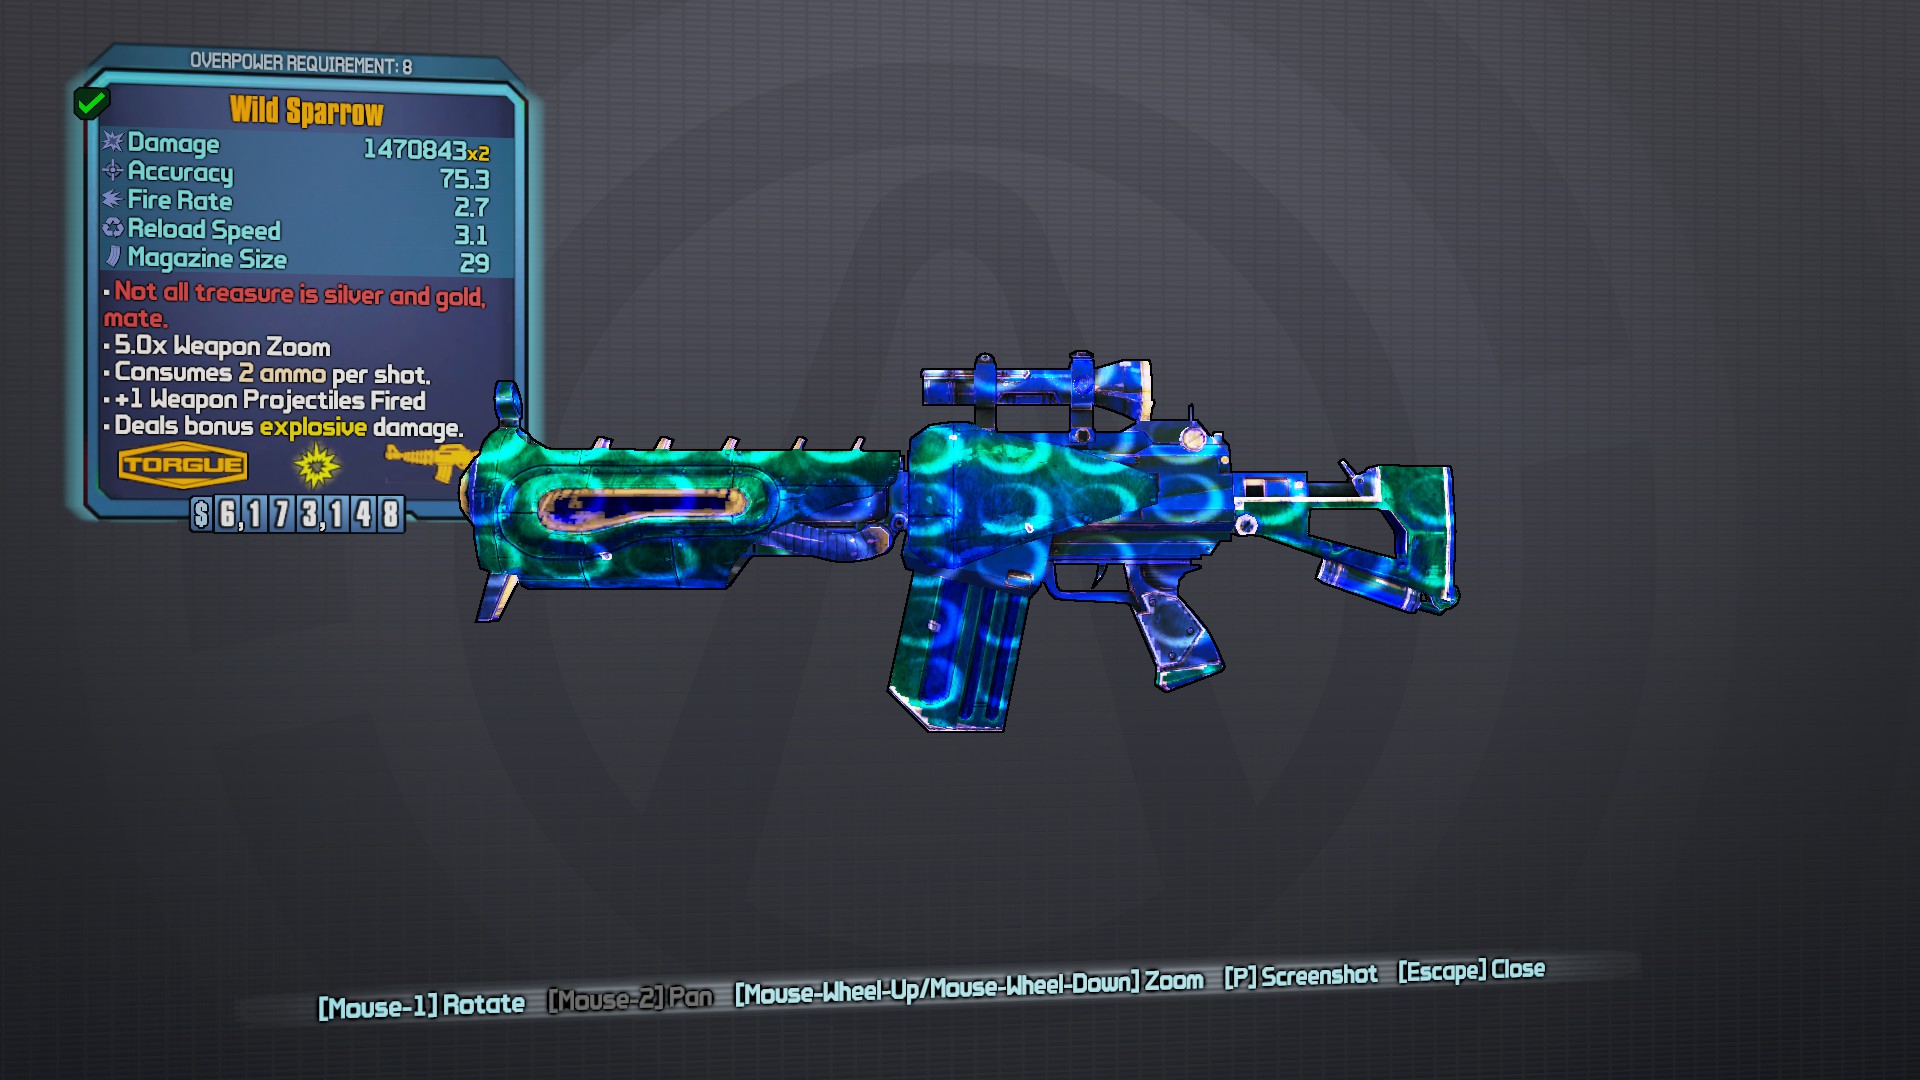 OVERPOWER REQUIREMENT: 8
Wild Sparrow
Damage 1470843x2
Accuracy 75.3
Fire Rate 2.7
Reload Speed 3.1
Magazine Size 29
• Not all treasure is silver and gold,
mate.
• 5.0x Weapon Zoom
• Consumes 2 ammo per shot.
• +1 Weapon Projectiles Fired
• Deals bonus explosive damage.
TORGUE
$ 6,173,148
[Mouse-1] Rotate [Mouse-2] Pan [Mouse-Wheel-Up/Mouse-Wheel-Down] Zoom [P] Screenshot [Escape] Close